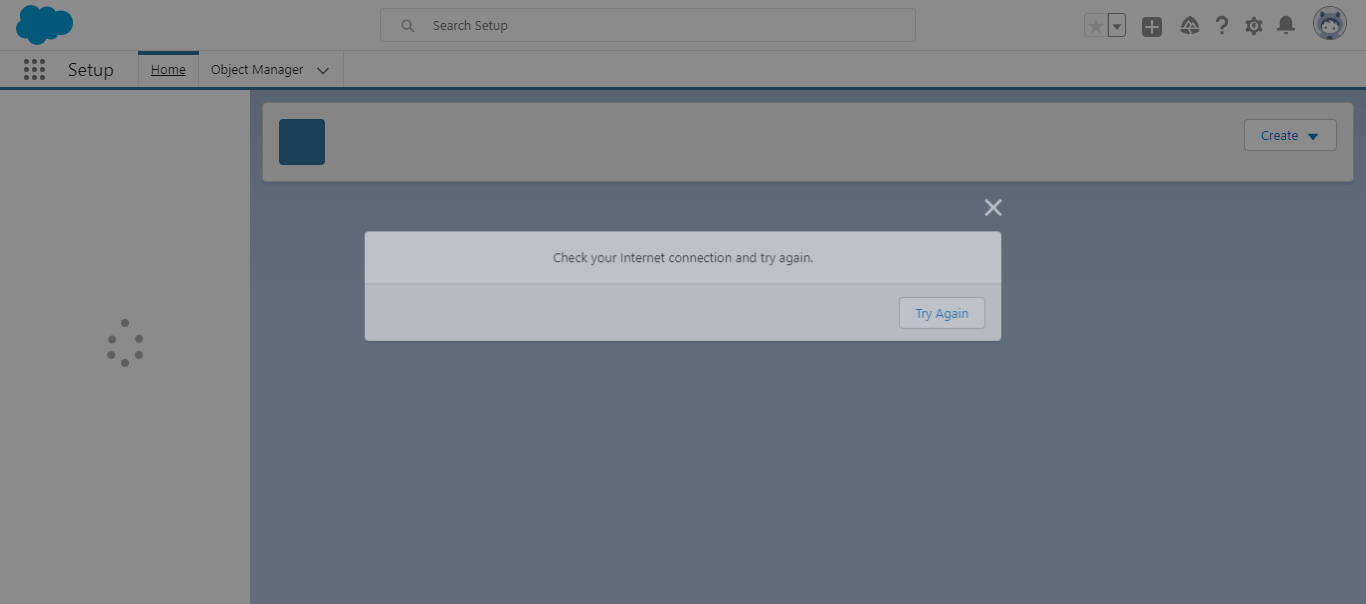 Search Setup
Setup
Home
Object Manager
Create
Check your Internet connection and try again.
Try Again